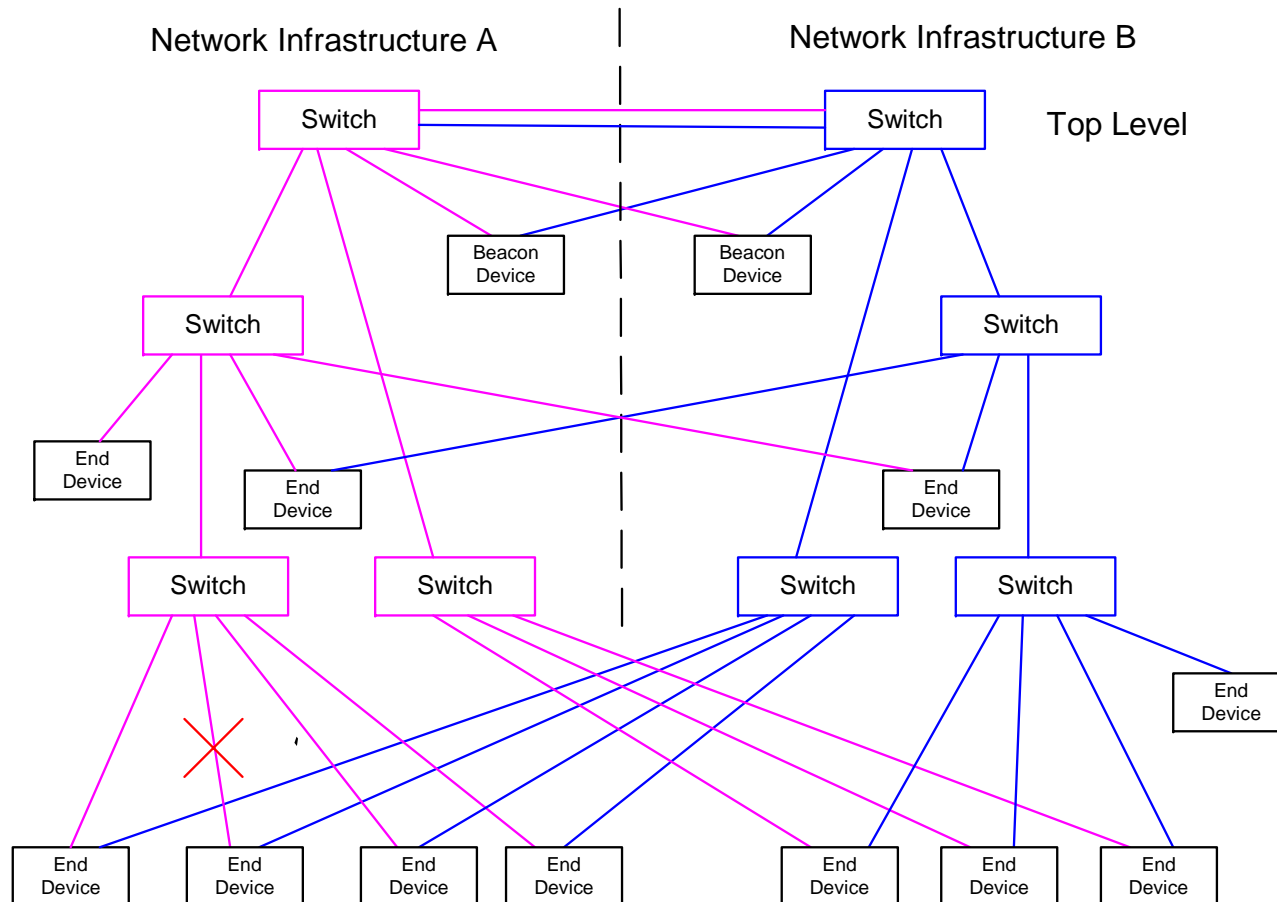 Network Infrastructure A
Network Infrastructure B
Switch
Switch
Top Level
Beacon
Device
Beacon
Device
Switch
Switch
End
Device
End
Device
End
Device
Switch
Switch
Switch
Switch
End
Device
End
Device
End
Device
End
Device
End
Device
End
Device
End
Device
End
Device